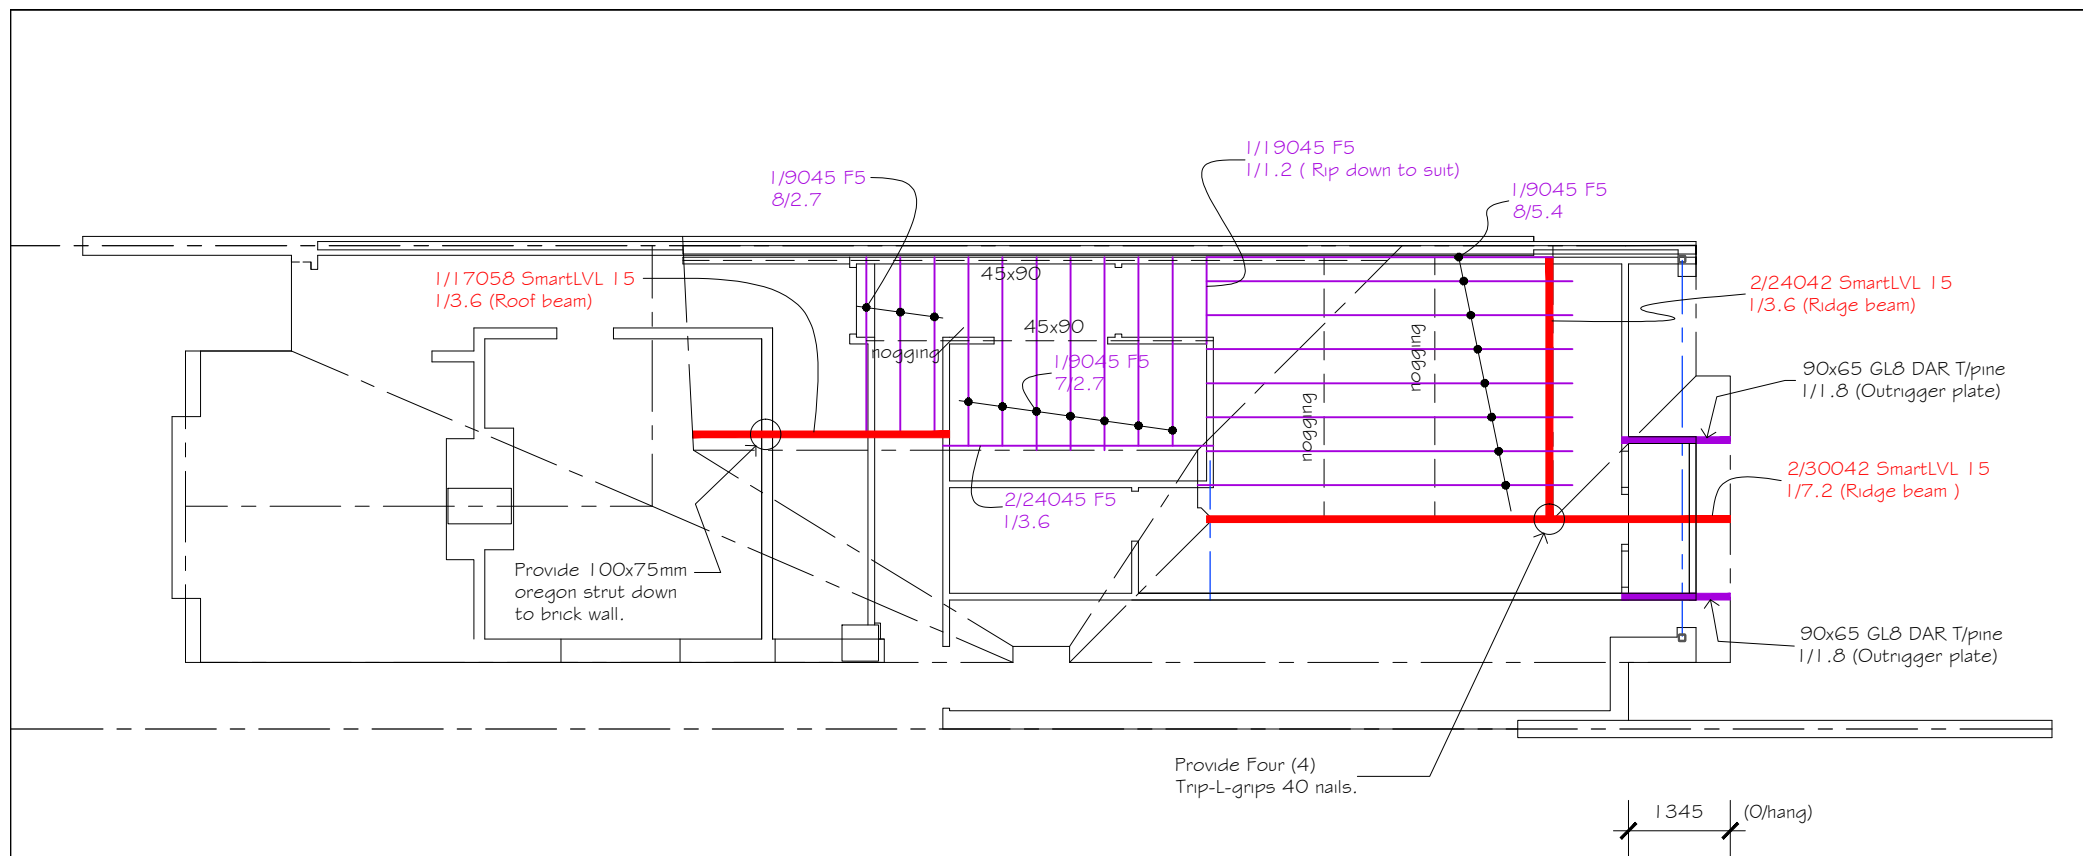 1/19045 F5
1/1.2 ( Rip down to suit)
1/9045 F5
8/2.7
1/9045 F5
8/5.4
1/17058 SmartLVL 15
1/3.6 (Roof beam)
45x90
2/24042 SmartLVL 15
1/3.6 (Ridge beam)
45x90
nogging
nogging
1/9045 F5
7/2.7
90x65 GL8 DAR T/pine
1/1.8 (Outrigger plate)
nogging
2/30042 SmartLVL 15
1/7.2 (Ridge beam )
2/24045 F5
1/3.6
Provide 100x75mm
oregon strut down
to brick wall.
90x65 GL8 DAR T/pine
1/1.8 (Outrigger plate)
Provide Four (4)
Trip-L-grips 40 nails.
1345 (O/hang)